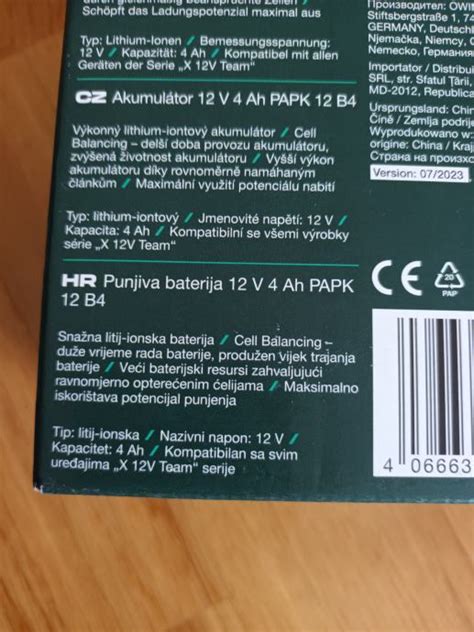 Schöpft das Ladungspotenzial maximal aus
Typ: Lithium-Ionen / Bemessungsspannung:
12 V / Kapazität: 4 Ah / Kompatibel mit allen
Geräten der Serie „X 12V Team“
CZ Akumulátor 12 V 4 Ah PAPK 12 B4
Výkonný lithium-iontový akumulátor / Cell
Balancing – delší doba provozu akumulátoru,
zvýšená životnost akumulátoru / Vyšší výkon
akumulátoru díky rovnoměrně namáhaným
článkům / Maximální využití potenciálu nabití
Typ: lithium-iontový / Jmenovité napětí: 12 V /
Kapacita: 4 Ah / Kompatibilní se všemi výrobky
série „X 12V Team“
HR Punjiva baterija 12 V 4 Ah PAPK
12 B4
Snažna litij-ionska baterija / Cell Balancing –
duže vrijeme rada baterije, produžen vijek trajanja
baterije / Veći baterijski resursi zahvaljujući
ravnomjerno opterećenim ćelijama / Maksimalno
iskorištava potencijal punjenja
Tip: litij-ionska / Nazivni napon: 12 V /
Kapacitet: 4 Ah / Kompatibilan sa svim
uređajima „X 12V Team“ serije
Производител: OWI
Stiftsbergstraße 1, 74
GERMANY, Deutschl
Njemačka, Niemcy, G
Nemecko, Германия
Importator / Distribu
SRL, str. Sfatul Țării,
MD-2012, Republica
Ursprungsland: Chin
Číně / Zemlja podrije
Wyprodukowano w:
origine: China / Kraj
Страна на произхо
Version: 07/2023
CE
20
PAP
4 06663